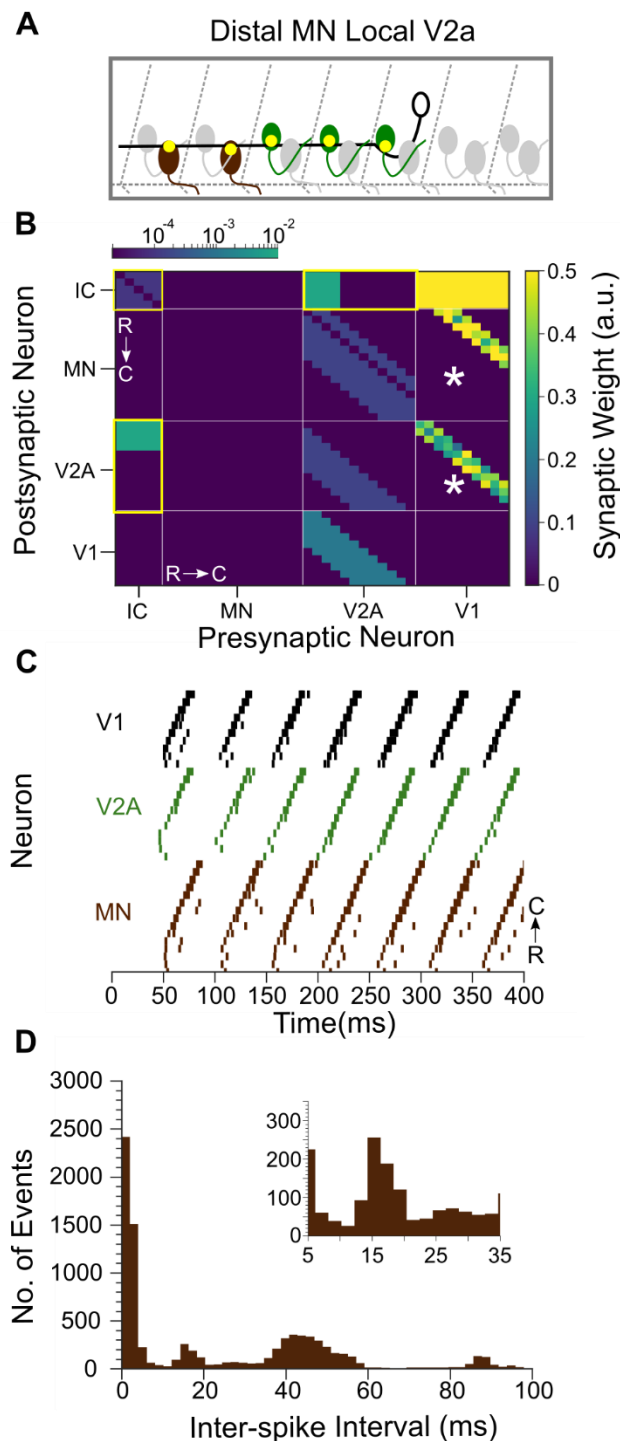 A
Distal MN Local V2a
B
10⁻⁴ 10⁻³ 10⁻²
IC
MN
V2A
V1
Postsynaptic Neuron
R
C
*
*
R C
IC MN V2A V1
Presynaptic Neuron
0.5
0.4
0.3
0.2
0.1
0
Synaptic Weight (a.u.)
C
V1
V2A
MN
Neuron
C
R
0 50 100 150 200 250 300 350 400
Time(ms)
D
3000
2500
2000
1500
1000
500
0
No. of Events
300
200
100
0
5 15 25 35
0 20 40 60 80 100
Inter-spike Interval (ms)